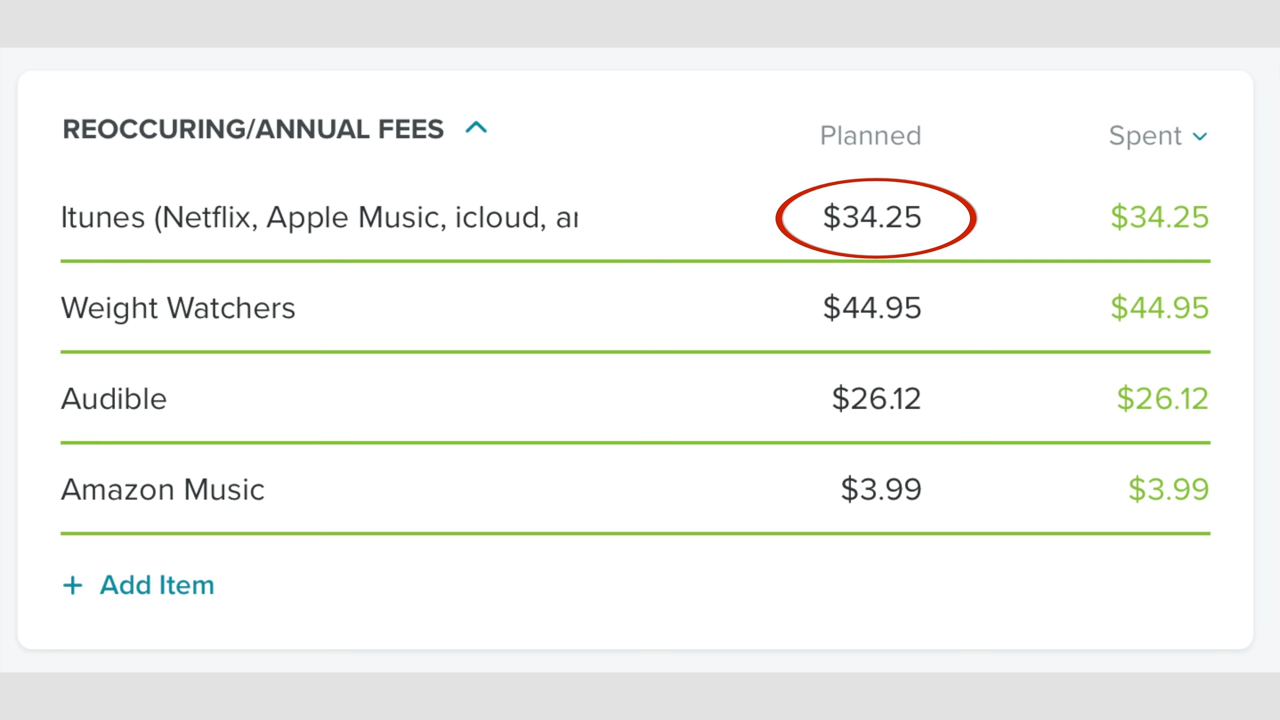 REOCCURING/ANNUAL FEES Planned Spent
Itunes (Netflix, Apple Music, icloud, $34.25 $34.25
Weight Watchers $44.95 $44.95
Audible $26.12 $26.12
Amazon Music $3.99 $3.99
+ Add Item